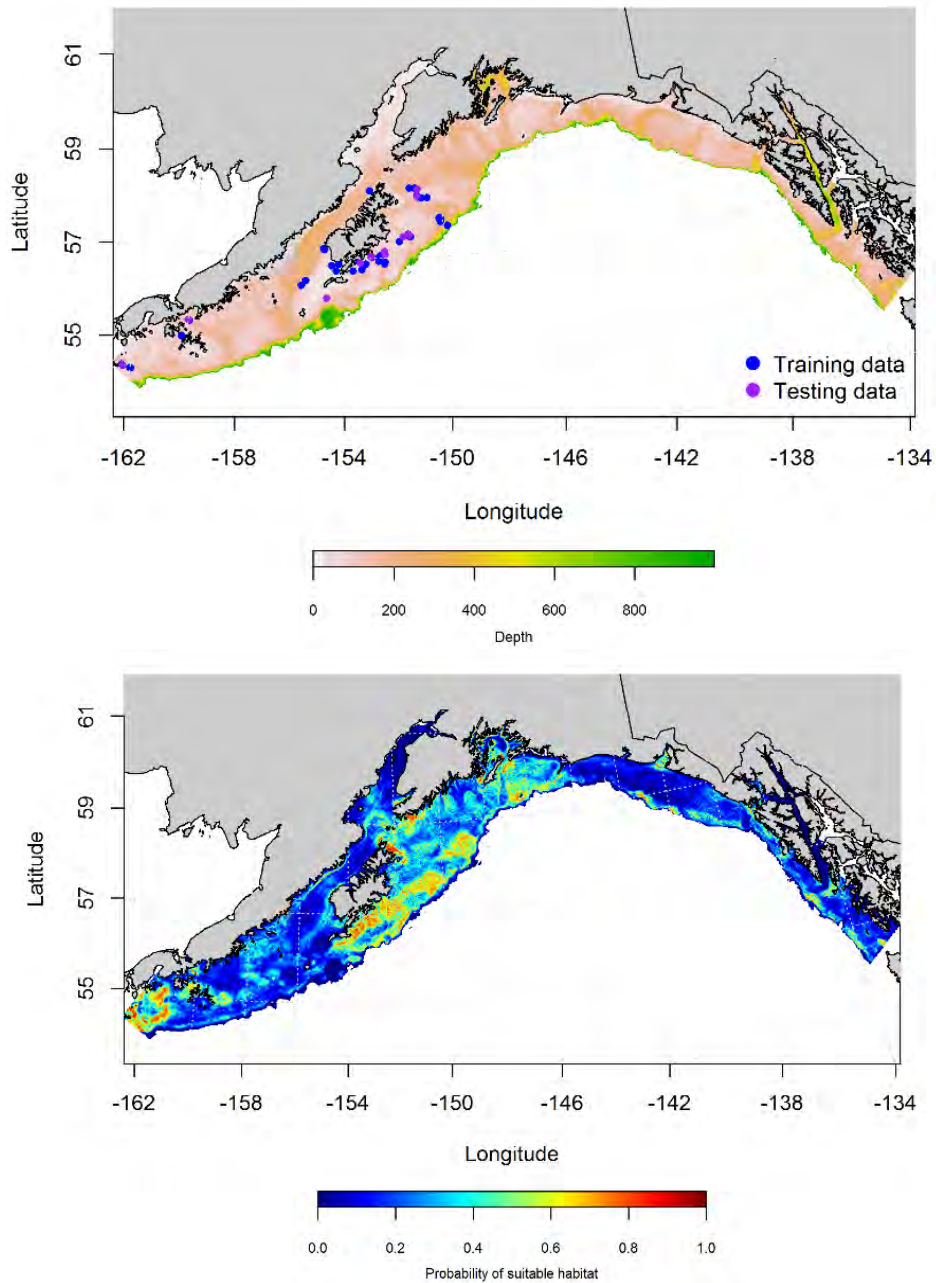 61
59
57
55
Latitude
Training data
Testing data
-162 -158 -154 -150 -146 -142 -138 -134
Longitude
0 200 400 600 800
Depth
61
59
57
55
Latitude
-162 -158 -154 -150 -146 -142 -138 -134
Longitude
0.0 0.2 0.4 0.6 0.8 1.0
Probability of suitable habitat